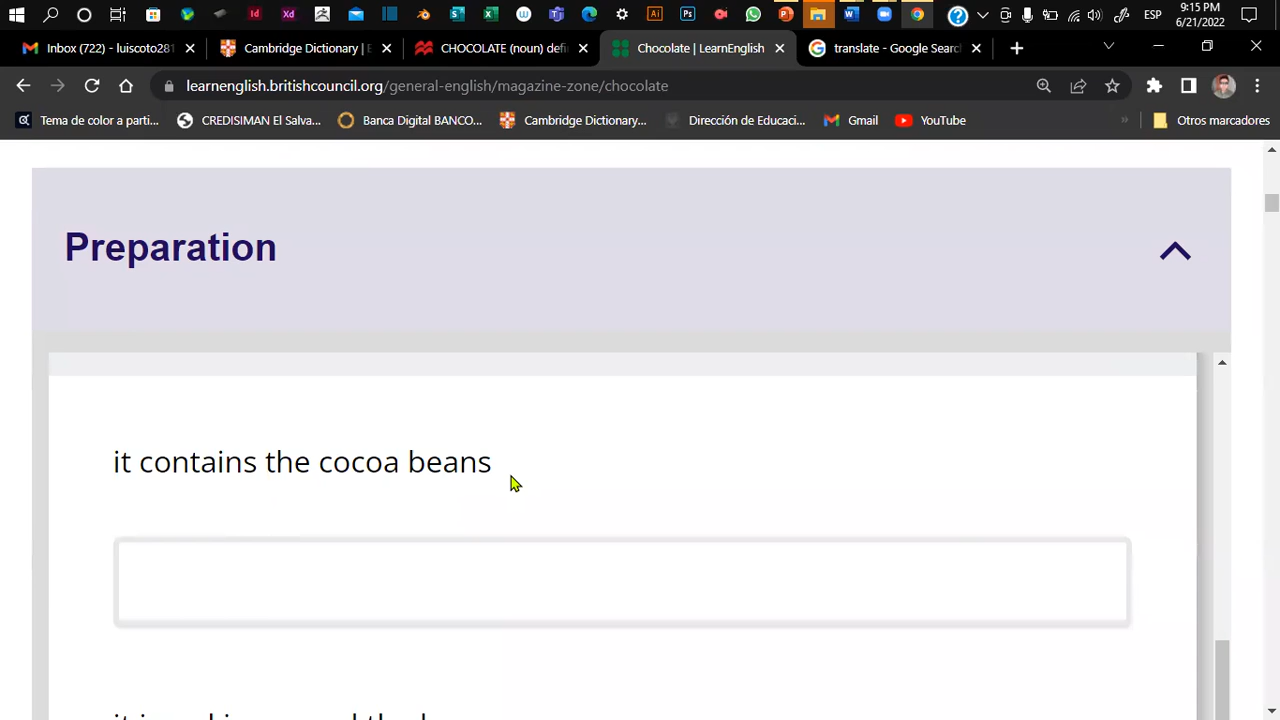 9:15 PM
ESP
6/21/2022
Inbox (722) - luiscoto281
Cambridge Dictionary | E
CHOCOLATE (noun) defi
Chocolate | LearnEnglish
translate - Google Searc
learnenglish.britishcouncil.org/general-english/magazine-zone/chocolate
Tema de color a parti...
CREDISIMAN El Salva...
Banca Digital BANCO...
Cambridge Dictionary...
Dirección de Educaci...
Gmail
YouTube
Otros marcadores
Preparation
it contains the cocoa beans